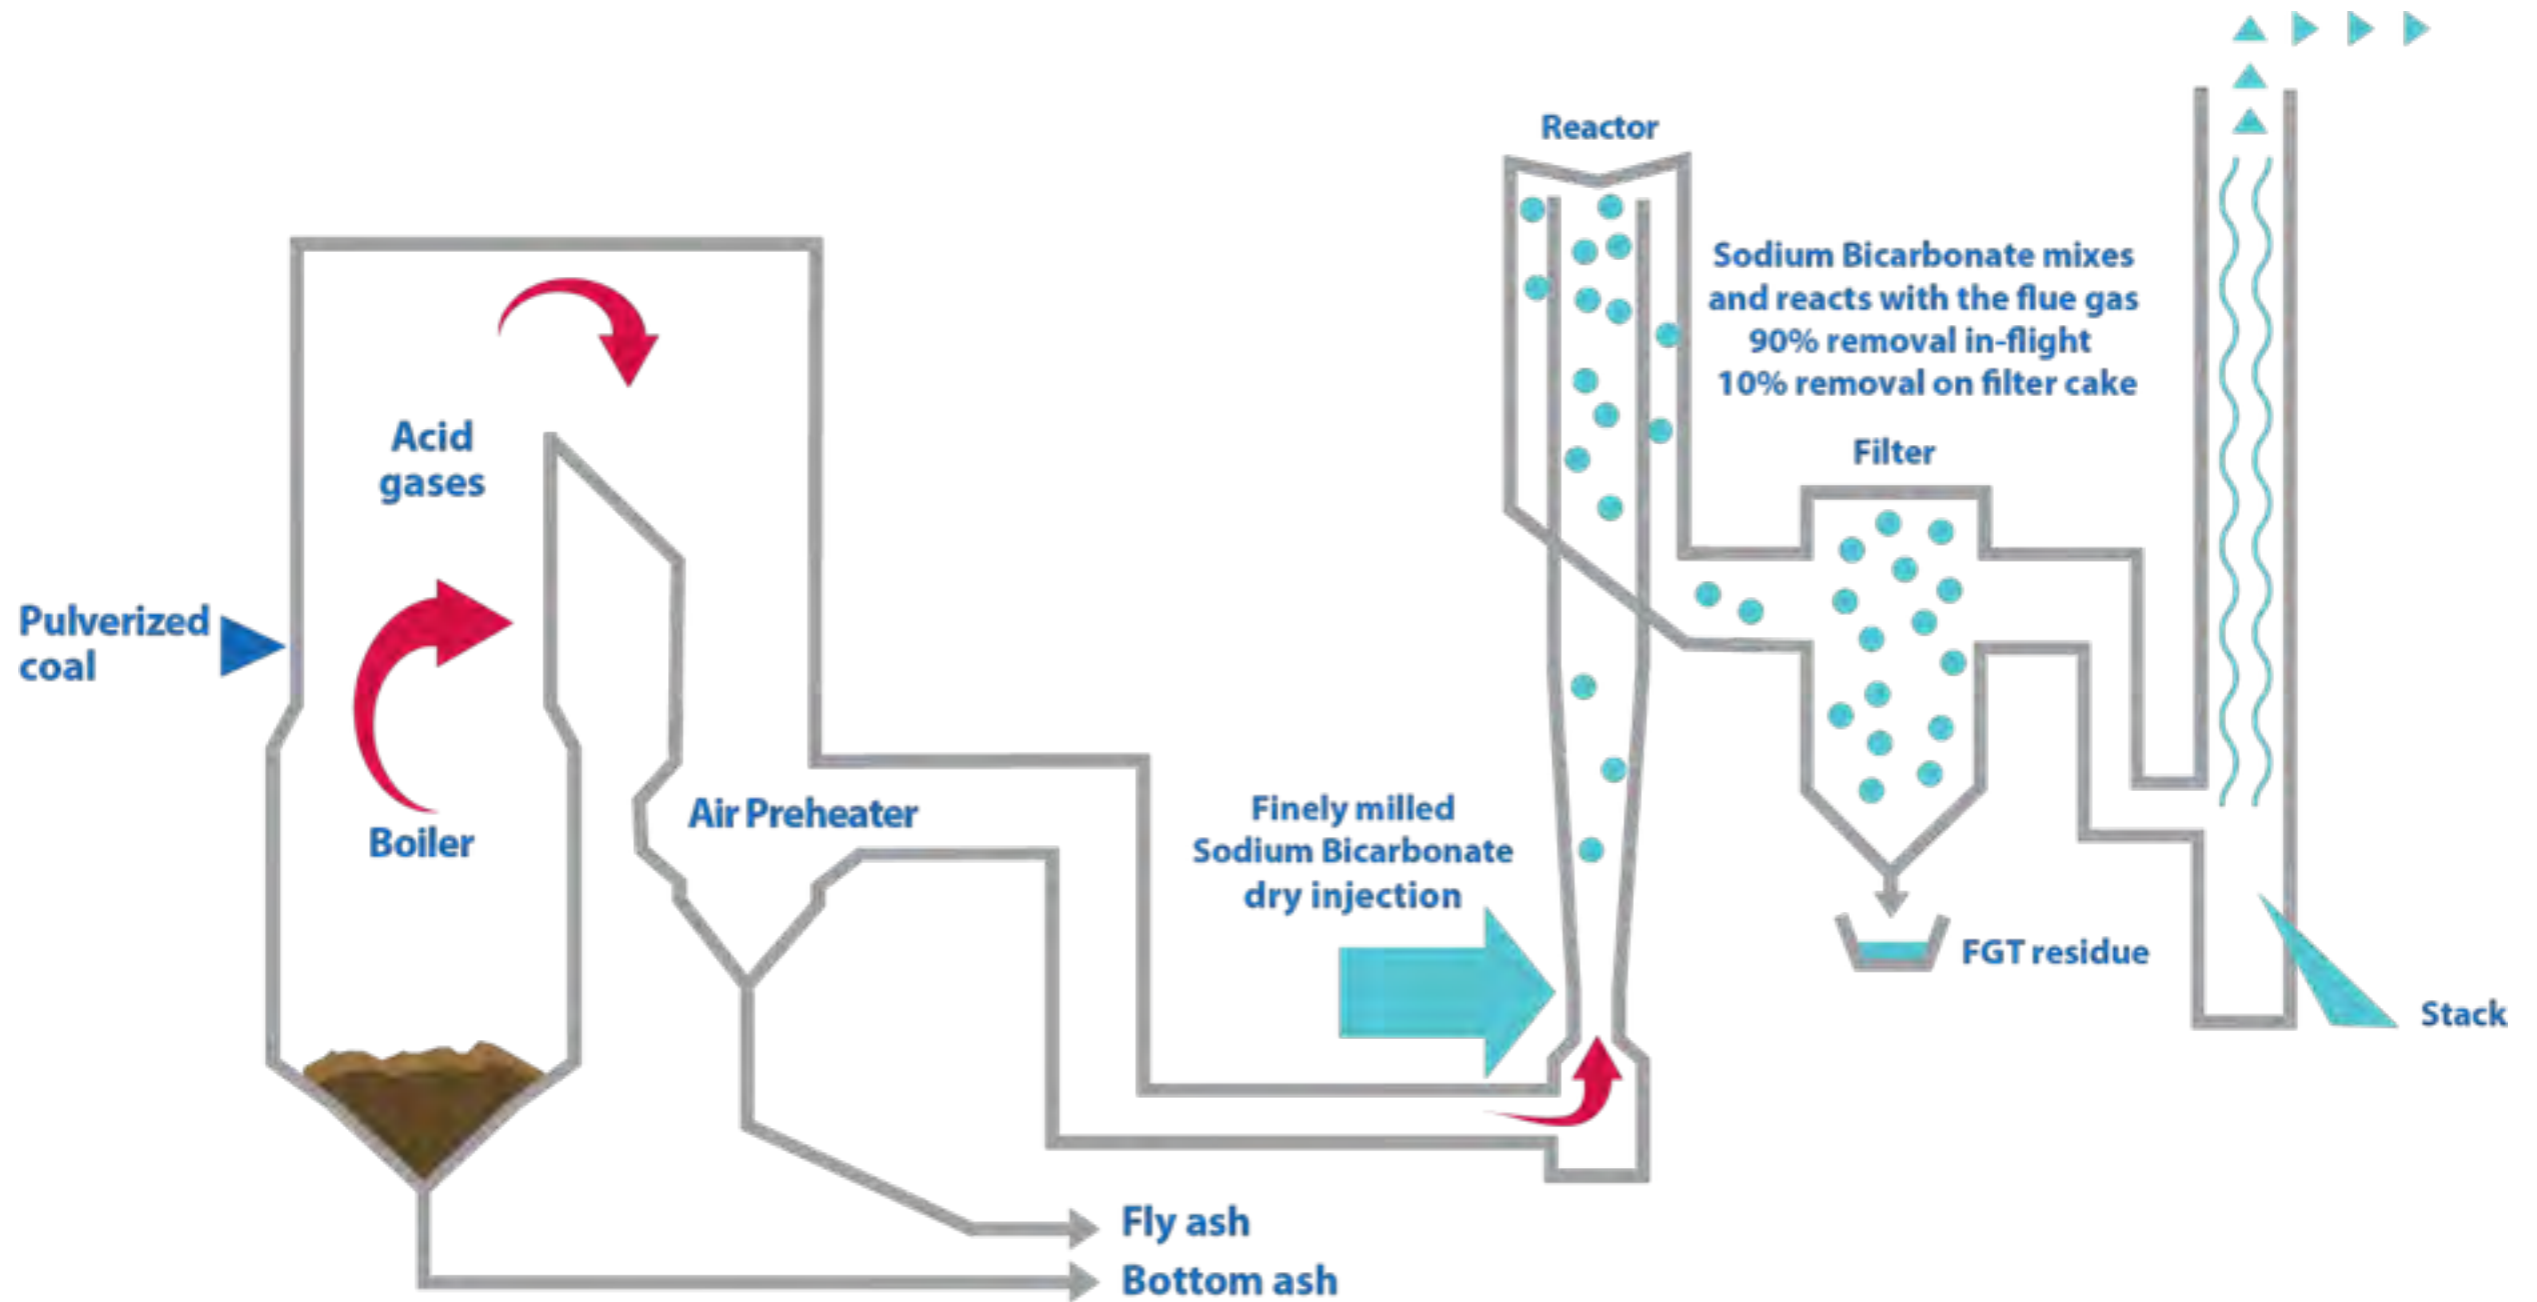 Reactor
Sodium Bicarbonate mixes
and reacts with the flue gas
90% removal in-flight
10% removal on filter cake
Acid
gases
Filter
Pulverized
coal
Air Preheater
Boiler
Finely milled
Sodium Bicarbonate
dry injection
FGT residue
Stack
Fly ash
Bottom ash